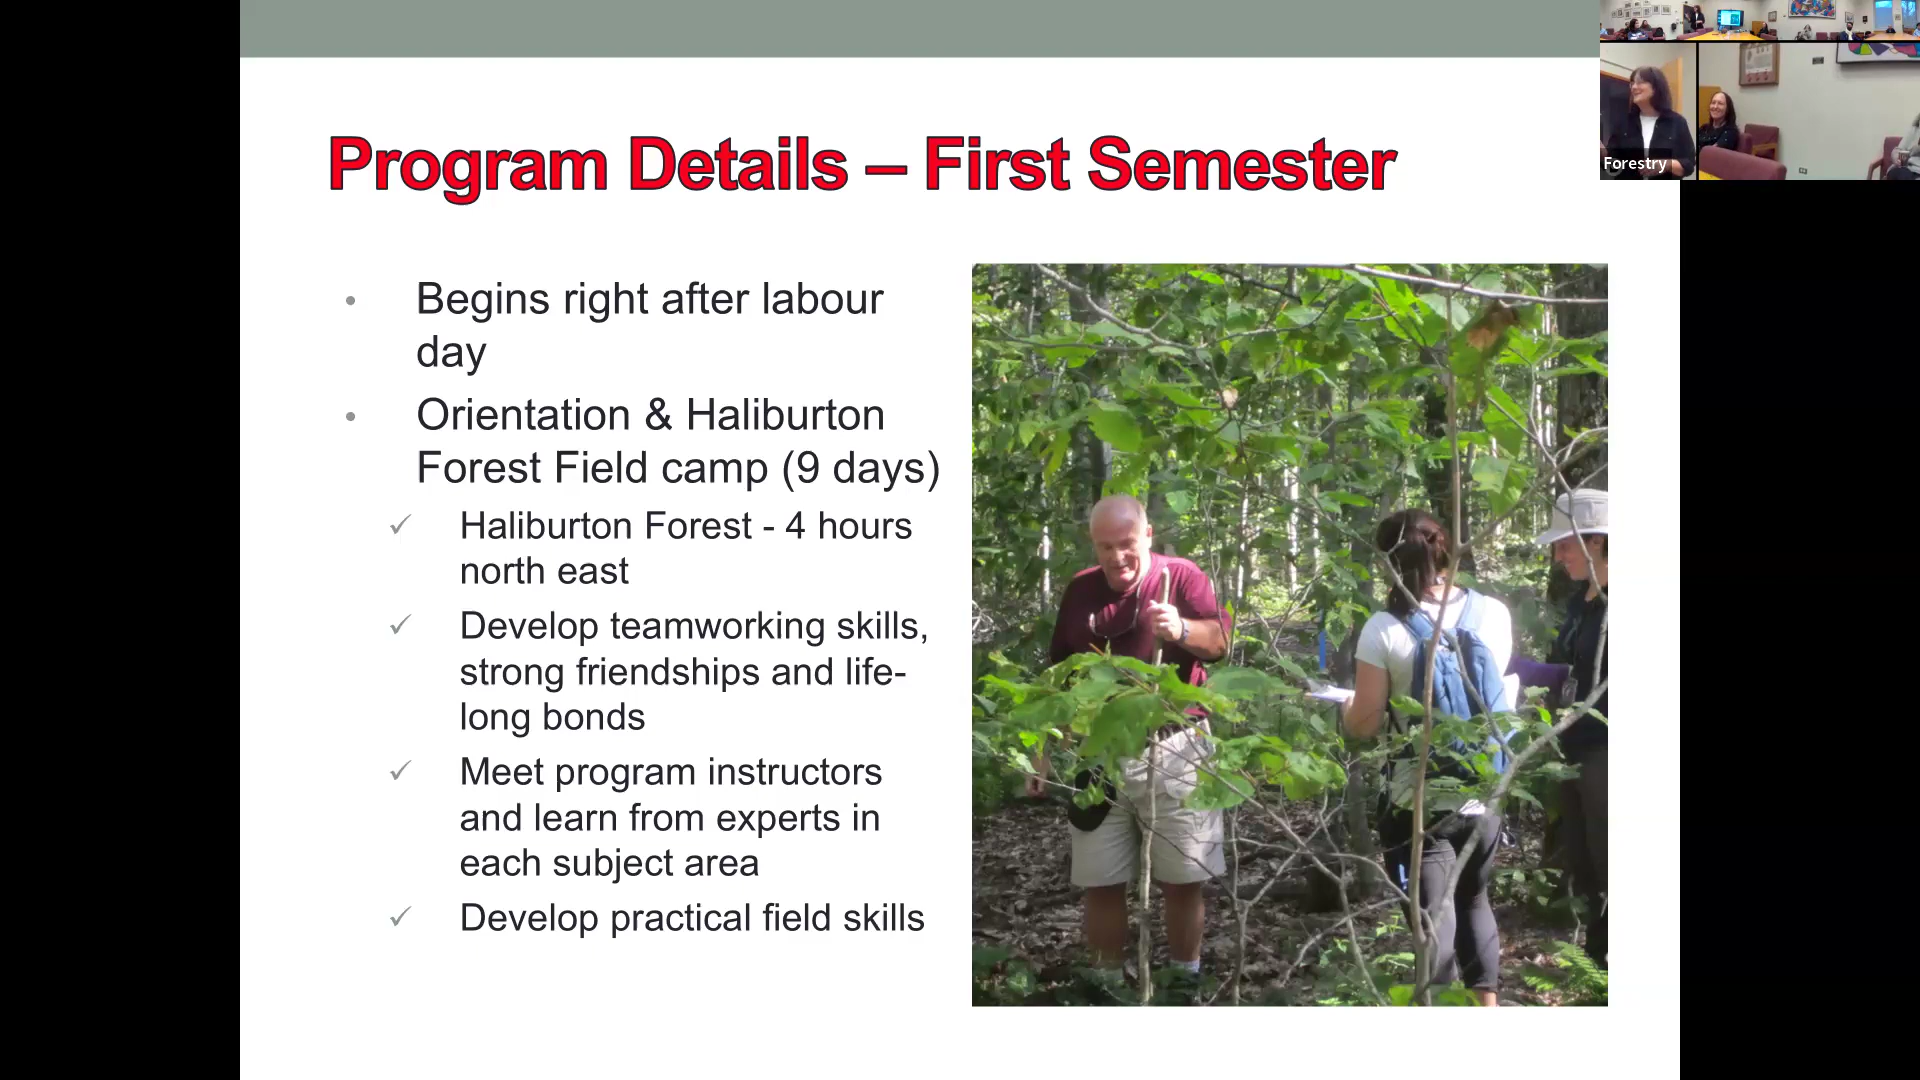 Program Details – First Semester
• Begins right after labour
day
• Orientation & Haliburton
Forest Field camp (9 days)
✓ Haliburton Forest - 4 hours
north east
✓ Develop teamworking skills,
strong friendships and life-
long bonds
✓ Meet program instructors
and learn from experts in
each subject area
✓ Develop practical field skills
Forestry